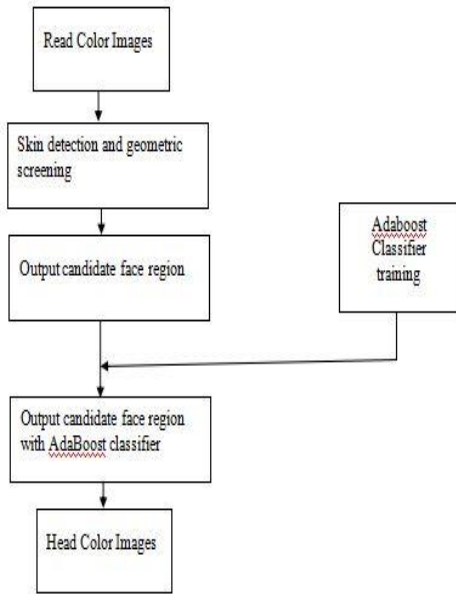 Read Color Images
Skin detection and geometric
screening
Output candidate face region
Adaboost
Classifier
training
Output candidate face region
with AdaBoost classifier
Head Color Images